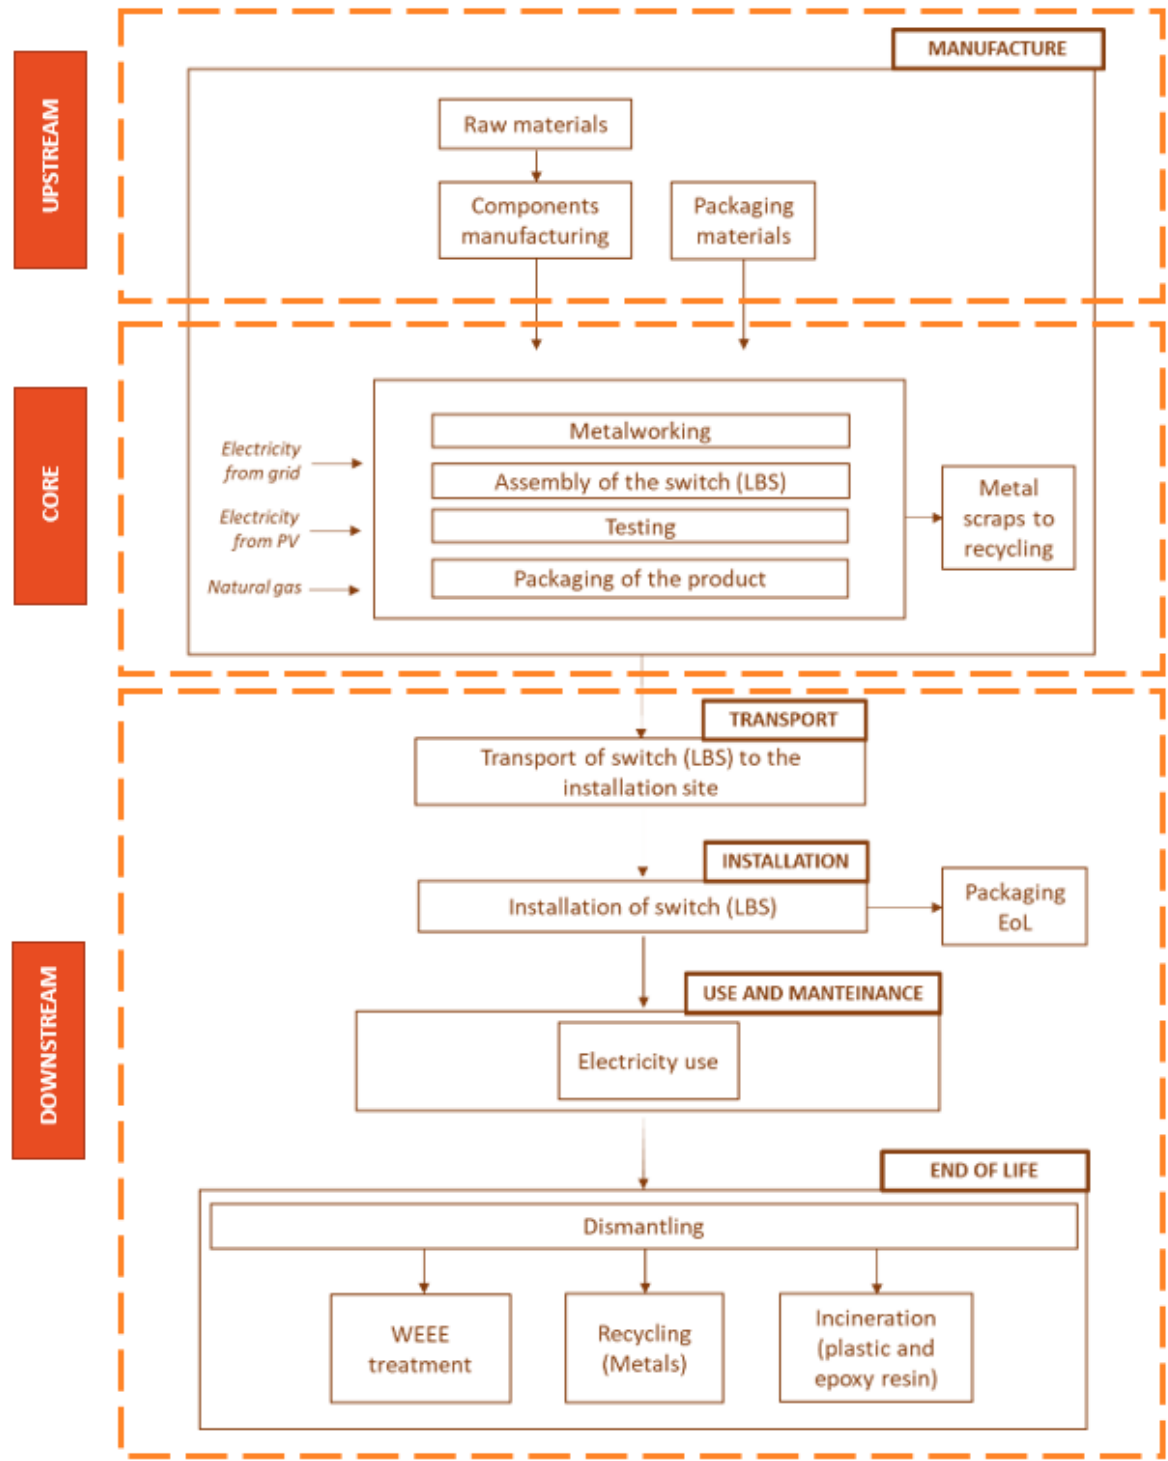 UPSTREAM
MANUFACTURE
Raw materials
Components
manufacturing
Packaging
materials
CORE
Electricity
from grid
Electricity
from PV
Natural gas
Metalworking
Assembly of the switch (LBS)
Testing
Packaging of the product
Metal
scraps to
recycling
DOWNSTREAM
TRANSPORT
Transport of switch (LBS) to the
installation site
INSTALLATION
Installation of switch (LBS)
Packaging
EoL
USE AND MANTEINANCE
Electricity use
END OF LIFE
Dismantling
WEEE
treatment
Recycling
(Metals)
Incineration
(plastic and
epoxy resin)